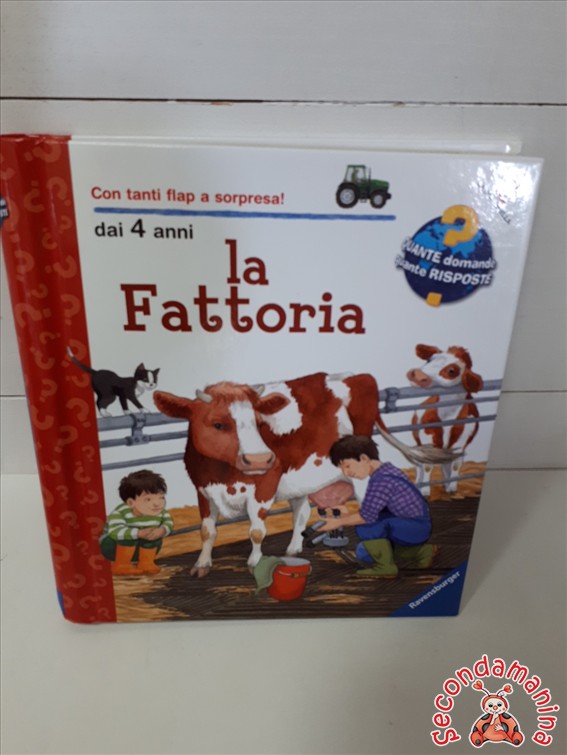 Con tanti flap a sorpresa!
dai 4 anni
QUANTE domande
quante RISPOSTE
la
Fattoria
Ravensburger
Secondamanina